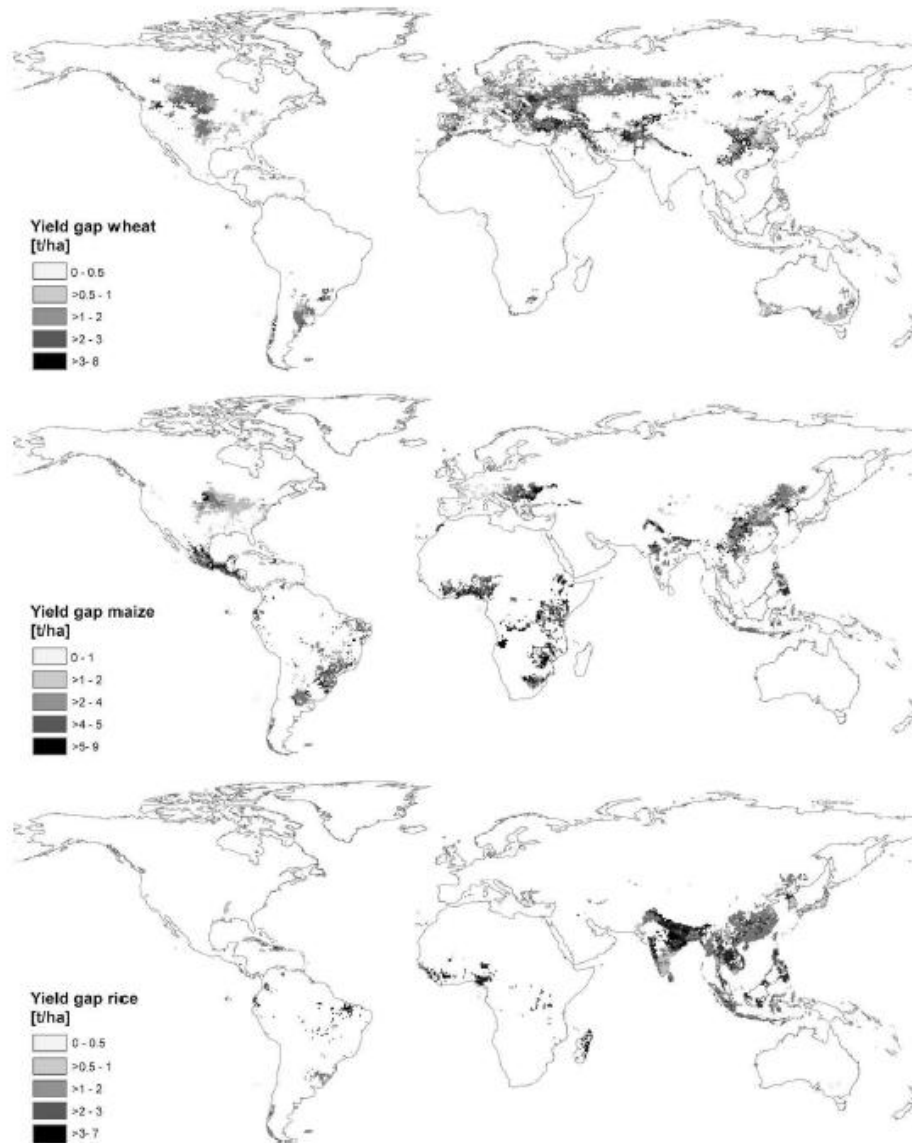 Yield gap wheat
[t/ha]
0 - 0.5
>0.5 - 1
>1 - 2
>2 - 3
>3- 8
Yield gap maize
[t/ha]
0 - 1
>1 - 2
>2 - 4
>4 - 5
>5- 9
Yield gap rice
[t/ha]
0 - 0.5
>0.5 - 1
>1 - 2
>2 - 3
>3- 7